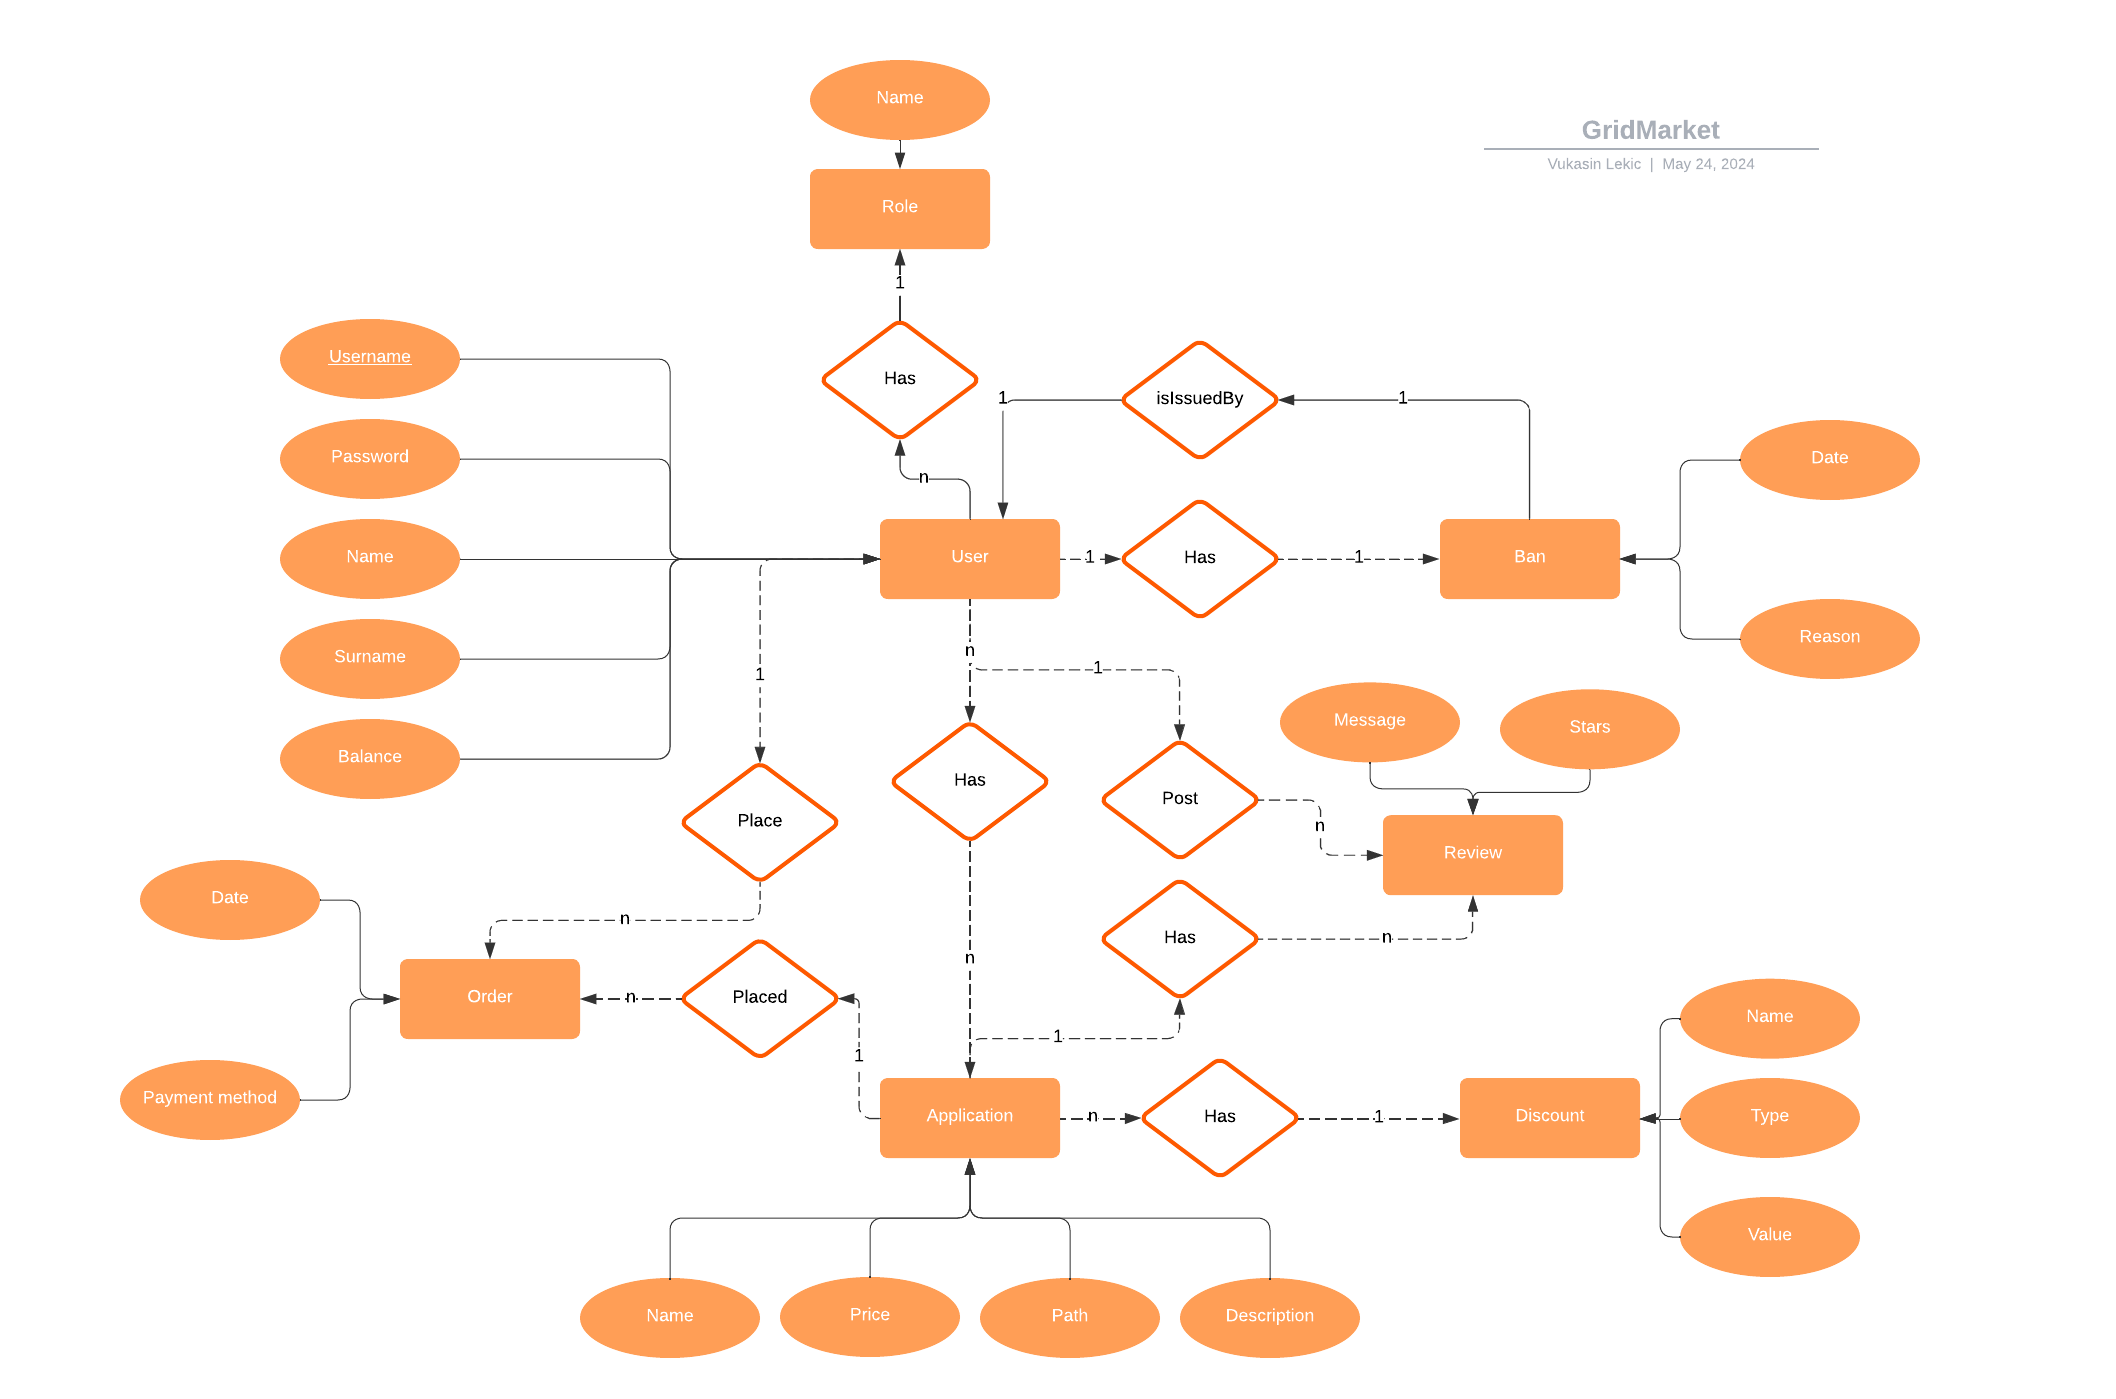 Name
GridMarket
Vukasin Lekic | May 24, 2024
Role
1
Username
Has
isIssuedBy
1
1
Password
n
Date
Name
User
1
Has
1
Ban
Surname
n
1
1
Reason
Message
Stars
Balance
Has
Post
n
Place
Review
Date
n
Has
n
n
Order
n
Placed
Name
1
1
Payment method
Application
n
Has
1
Discount
Type
Value
Name
Price
Path
Description